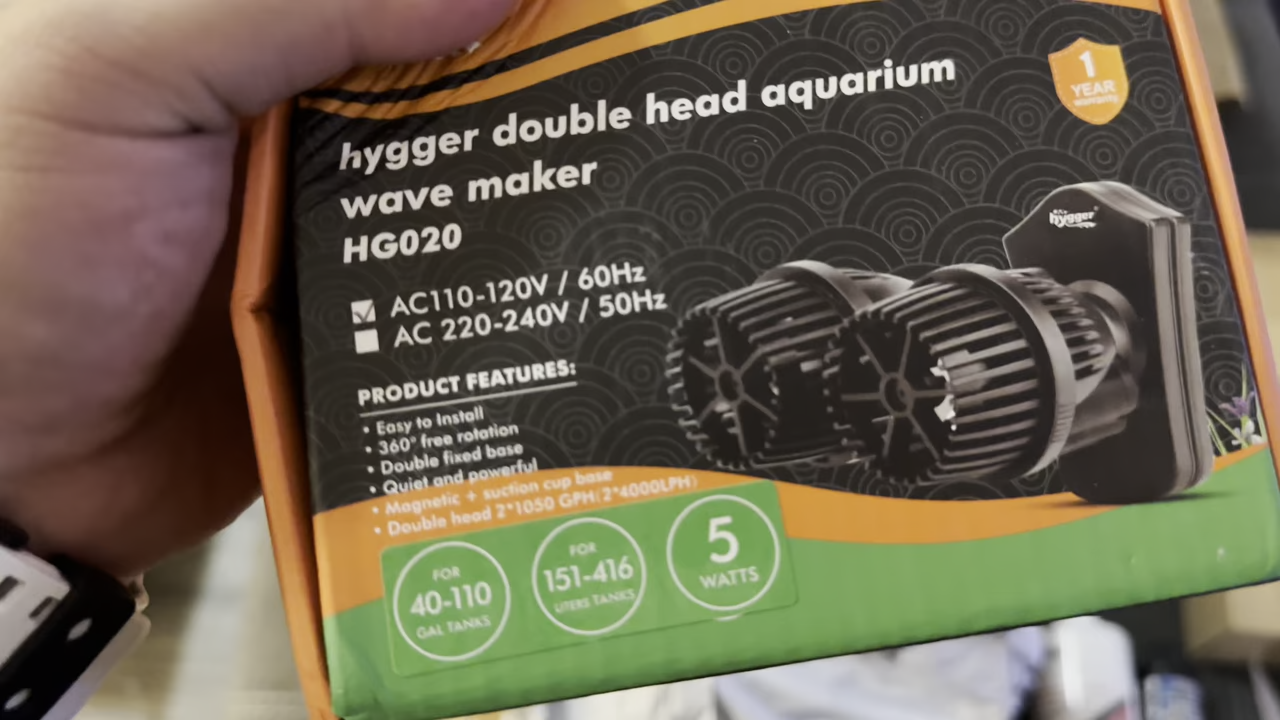 hygger double head aquarium
wave maker
HG020
1
YEAR
warranty
hygger
AC110-120V / 60Hz
AC 220-240V / 50Hz
PRODUCT FEATURES:
• Easy to Install
• 360° free rotation
• Double fixed base
• Quiet and powerful
• Magnetic + suction cup base
• Double head 2*1050 GPH(2*4000LPH)
FOR
40-110
GAL TANKS
FOR
151-416
LITERS TANKS
5
WATTS